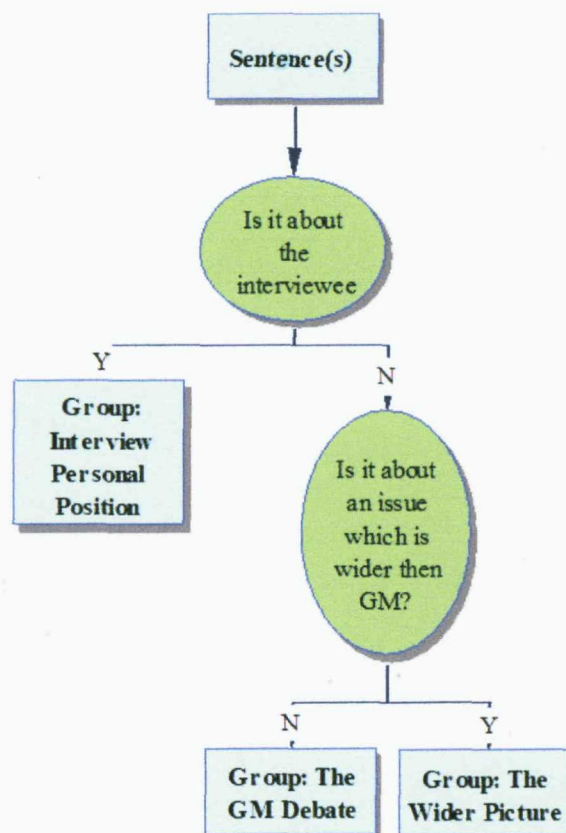 Sentence(s)
Is it about
the
interviewee
Y
N
Group:
Interview
Personal
Position
Is it about
an issue
which is
wider then
GM?
N
Y
Group: The
GM Debate
Group: The
Wider Picture